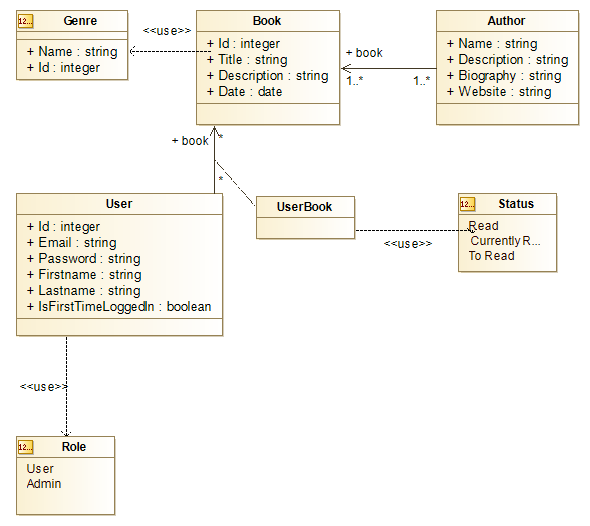 12...
Genre
+ Name : string
+ Id : integer
<<use>>
Book
+ Id : integer
+ Title : string
+ Description : string
+ Date : date
+ book
1..*
1..*
Author
+ Name : string
+ Description : string
+ Biography : string
+ Website : string
+ book
*
*
User
+ Id : integer
+ Email : string
+ Password : string
+ Firstname : string
+ Lastname : string
+ IsFirstTimeLoggedIn : boolean
UserBook
<<use>>
12...
Status
Read
Currently R...
To Read
<<use>>
12...
Role
User
Admin